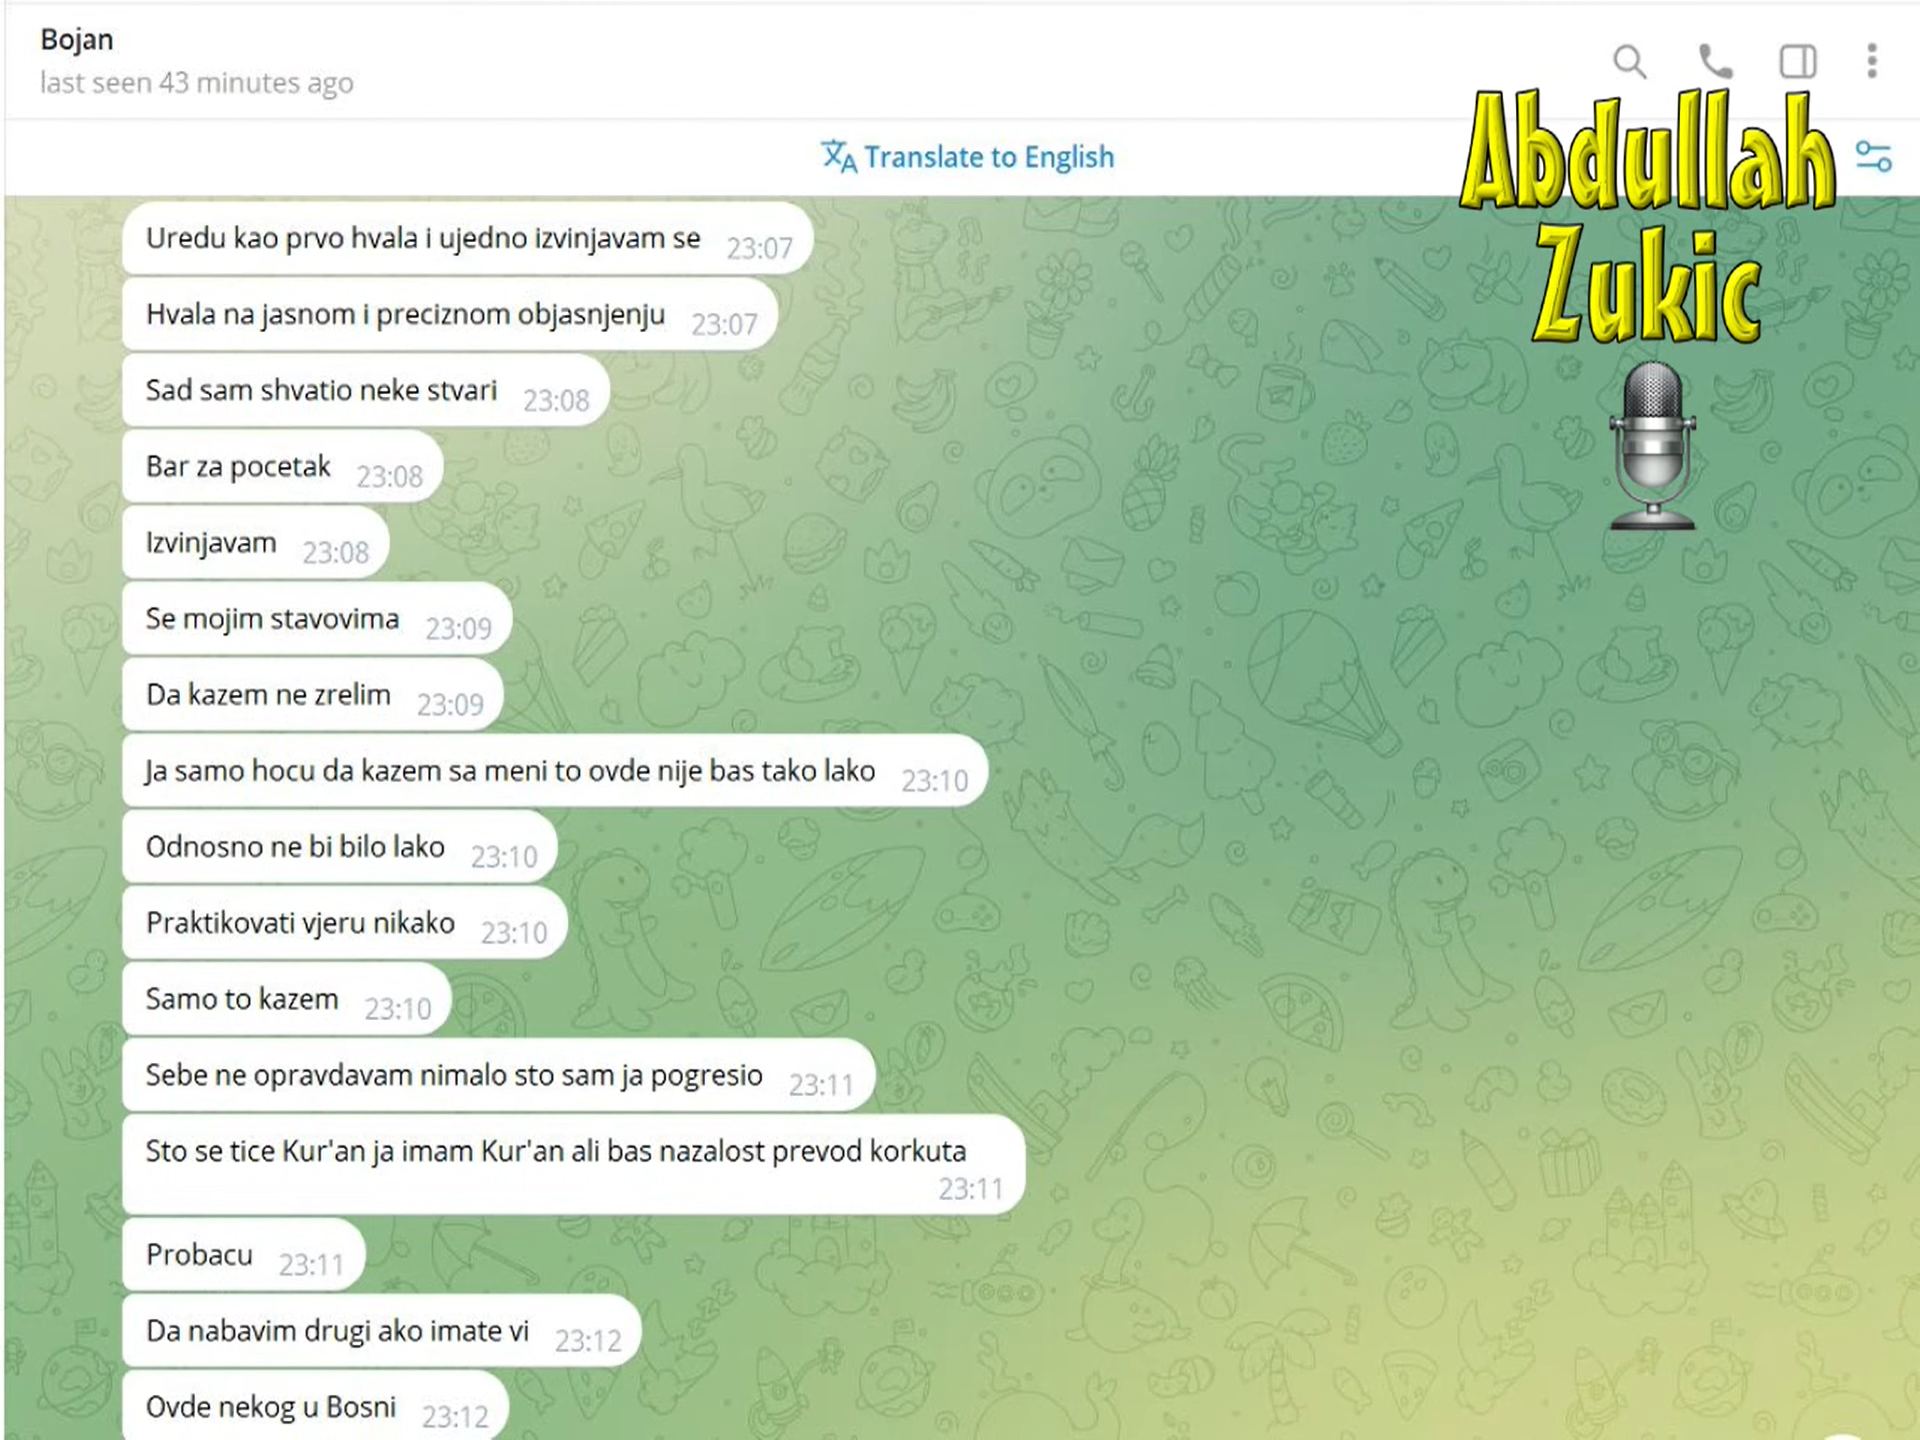 Bojan
last seen 43 minutes ago
Translate to English
Abdullah
Zukic
Uredu kao prvo hvala i ujedno izvinjavam se 23:07
Hvala na jasnom i preciznom objasnjenju 23:07
Sad sam shvatio neke stvari 23:08
Bar za pocetak 23:08
Izvinjavam 23:08
Se mojim stavovima 23:09
Da kazem ne zrelim 23:09
Ja samo hocu da kazem sa meni to ovde nije bas tako lako 23:10
Odnosno ne bi bilo lako 23:10
Praktikovati vjeru nikako 23:10
Samo to kazem 23:10
Sebe ne opravdavam nimalo sto sam ja pogresio 23:11
Sto se tice Kur'an ja imam Kur'an ali bas nazalost prevod korkuta
23:11
Probacu 23:11
Da nabavim drugi ako imate vi 23:12
Ovde nekog u Bosni 23:12